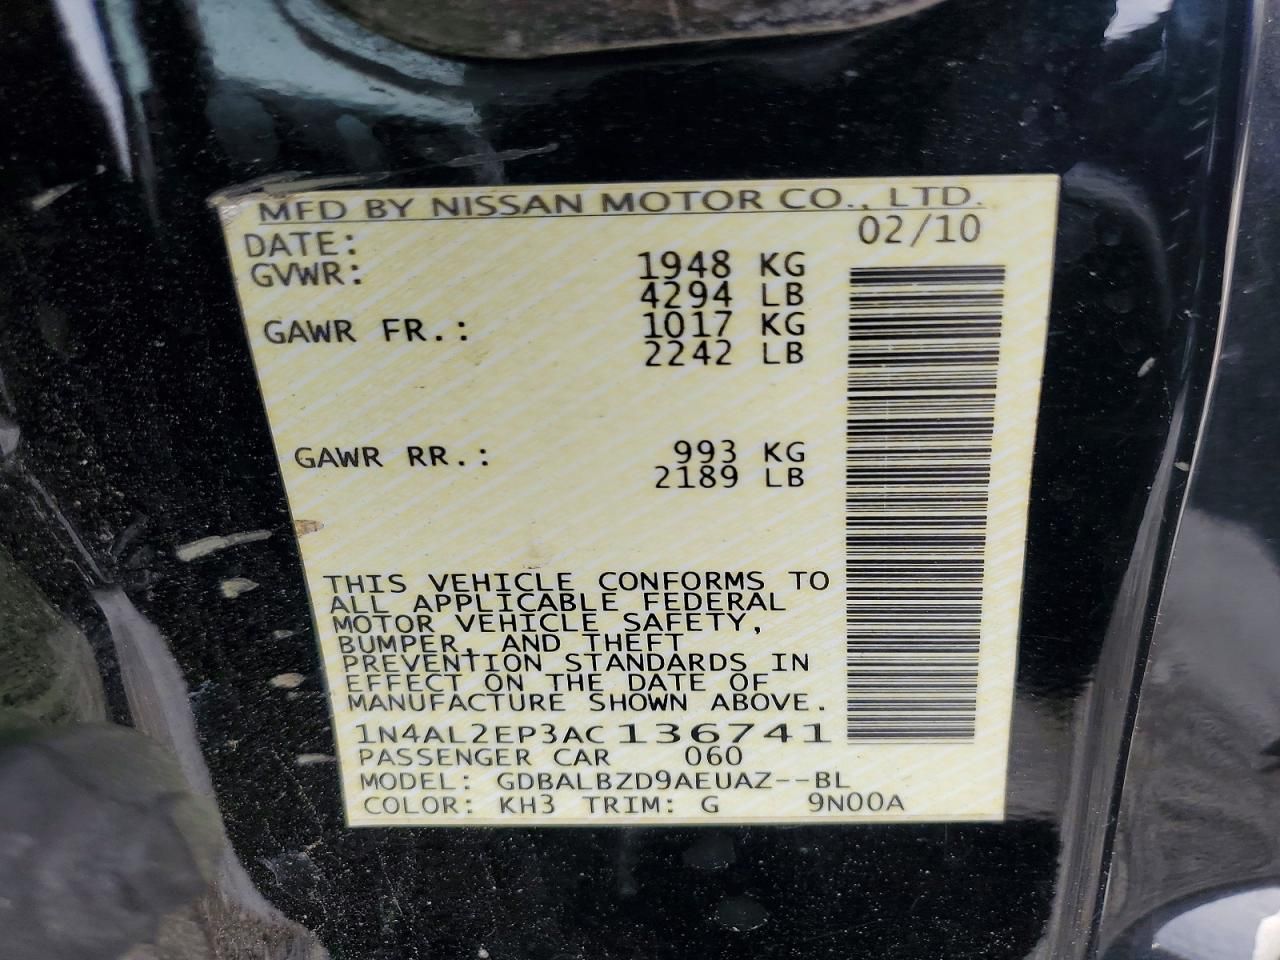 MFD BY NISSAN MOTOR CO., LTD.
DATE: 02/10
GVWR: 1948 KG
4294 LB
GAWR FR.: 1017 KG
2242 LB
GAWR RR.: 993 KG
2189 LB
THIS VEHICLE CONFORMS TO
ALL APPLICABLE FEDERAL
MOTOR VEHICLE SAFETY,
BUMPER, AND THEFT
PREVENTION STANDARDS IN
EFFECT ON THE DATE OF
MANUFACTURE SHOWN ABOVE.
1N4AL2EP3AC136741
PASSENGER CAR 060
MODEL: GDBALBZD9AEUAZ--BL
COLOR: KH3 TRIM: G 9N00A